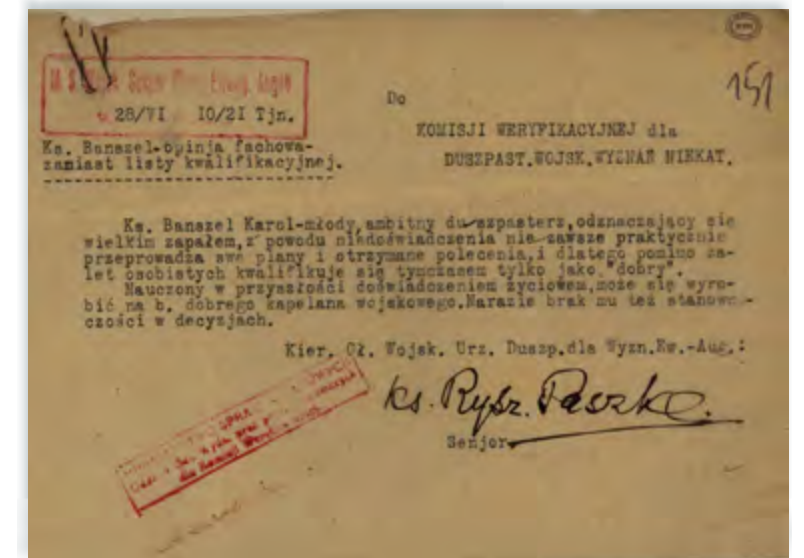 151
28/VI 10/21 Tjn.
Do
KOMISJI WERYFIKACYJNEJ dla
DUSZPAST.WOJSK.WYZNAŃ NIEKAT.
Ks. Banszel-opinja fachowa-
zamiast listy kwalifikacyjnej.
Ks. Banszel Karol-młody,ambitny duszpasterz,odznaczający się
wielkim zapałem,z powodu niedoświadczenia nie zawsze praktycznie
przeprowadza swe plany i otrzymane polecenia,i dlatego pomimo za-
let osobistych kwalifikuje się tymczasem tylko jako "dobry".
Nauczony w przyszłości doświadczeniem życiowem,może się wyro-
bić na b. dobrego kapelana wojskowego.Narazie brak mu też stanow-
czości w decyzjach.
Kier. Gł. Wojsk. Urz. Duszp.dla Wyzn.Ew.-Aug.:
ks. Rysz. Paszko.
Senjor